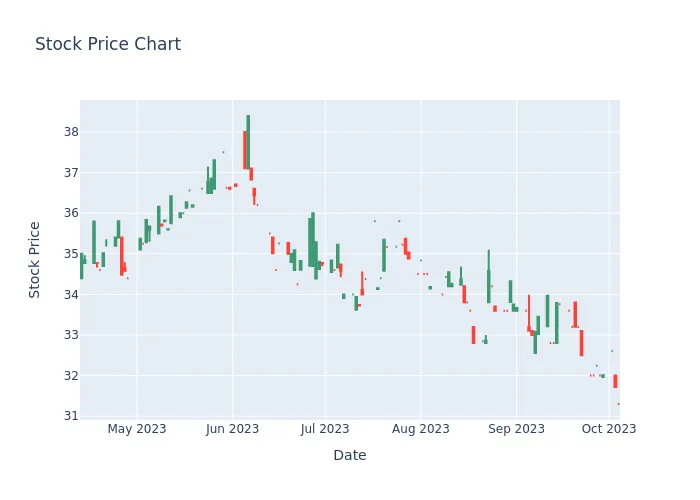 Stock Price Chart
Stock Price
38
37
36
35
34
33
32
31
May 2023
Jun 2023
Jul 2023
Aug 2023
Sep 2023
Oct 2023
Date